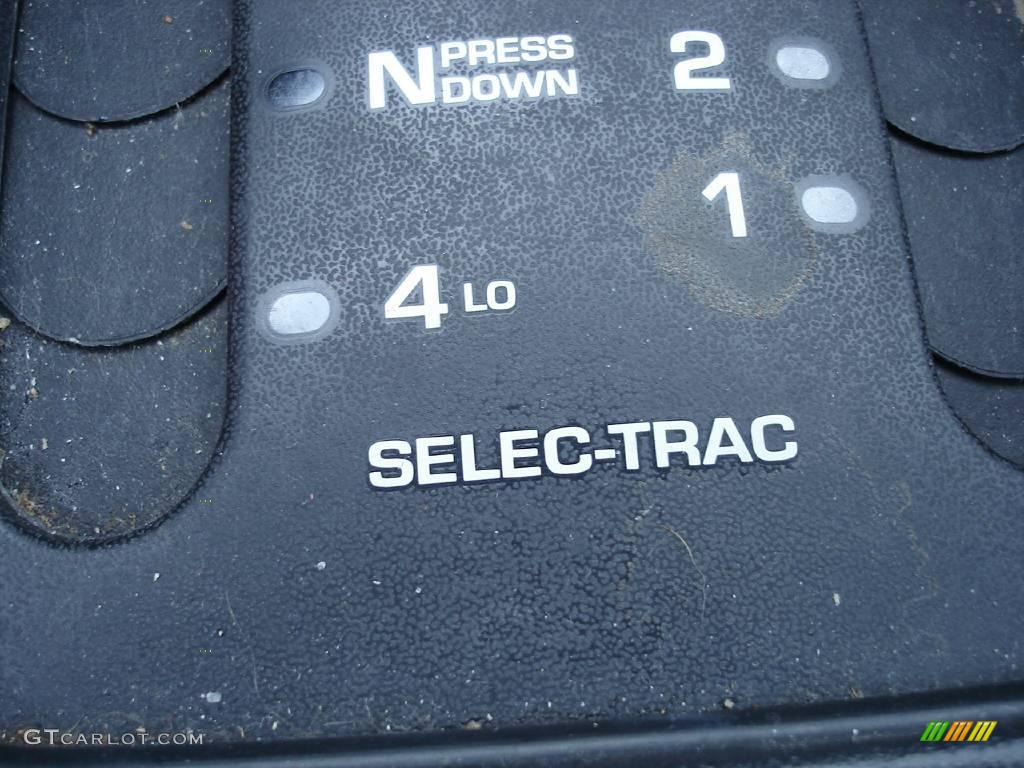 N PRESS DOWN
2
1
4 LO
SELEC-TRAC
GTCARLOT.COM